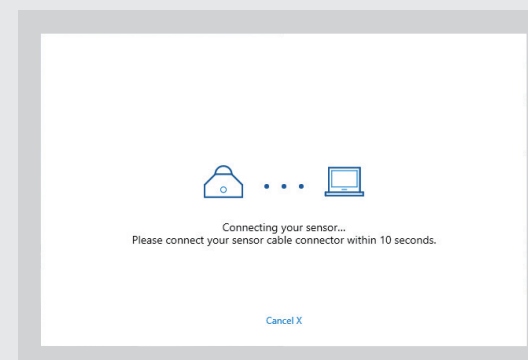 Connecting your sensor...
Please connect your sensor cable connector within 10 seconds.
Cancel X